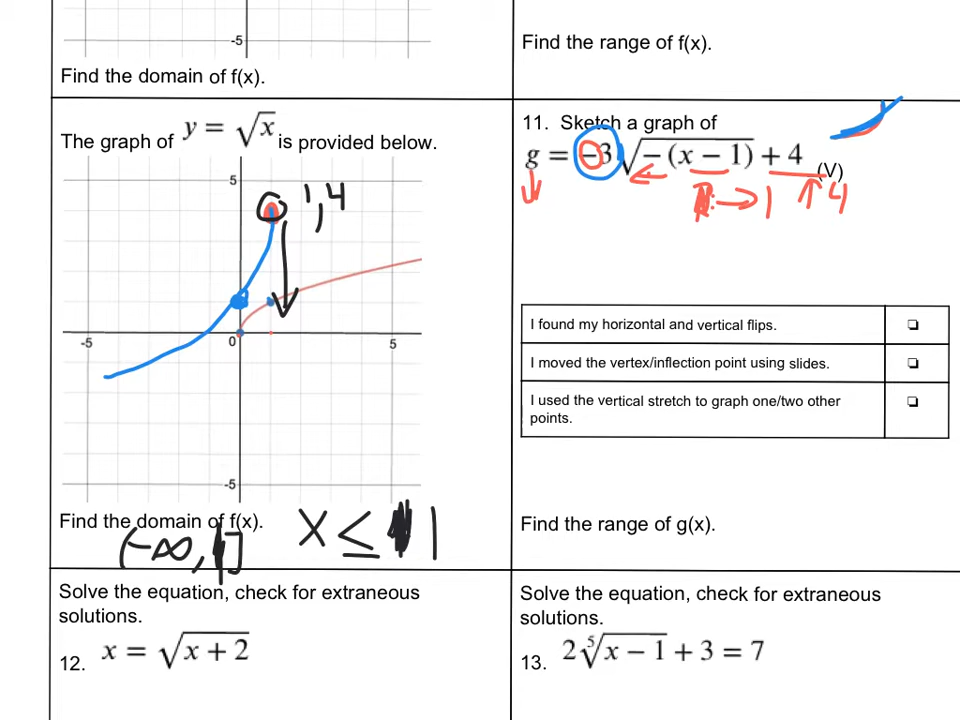 -5
Find the domain of f(x).
Find the range of f(x).
The graph of y = √x is provided below.
5
1,4
-5
0
5
-5
Find the domain of f(x). x ≤ 1
(-∞, 1]
11. Sketch a graph of
g = −3√−(x − 1) + 4 (V)
→ 1 ↑ 4
I found my horizontal and vertical flips.
I moved the vertex/inflection point using slides.
I used the vertical stretch to graph one/two other
points.
Find the range of g(x).
Solve the equation, check for extraneous
solutions.
12. x = √x + 2
Solve the equation, check for extraneous
solutions.
13. 2⁵√x − 1 + 3 = 7